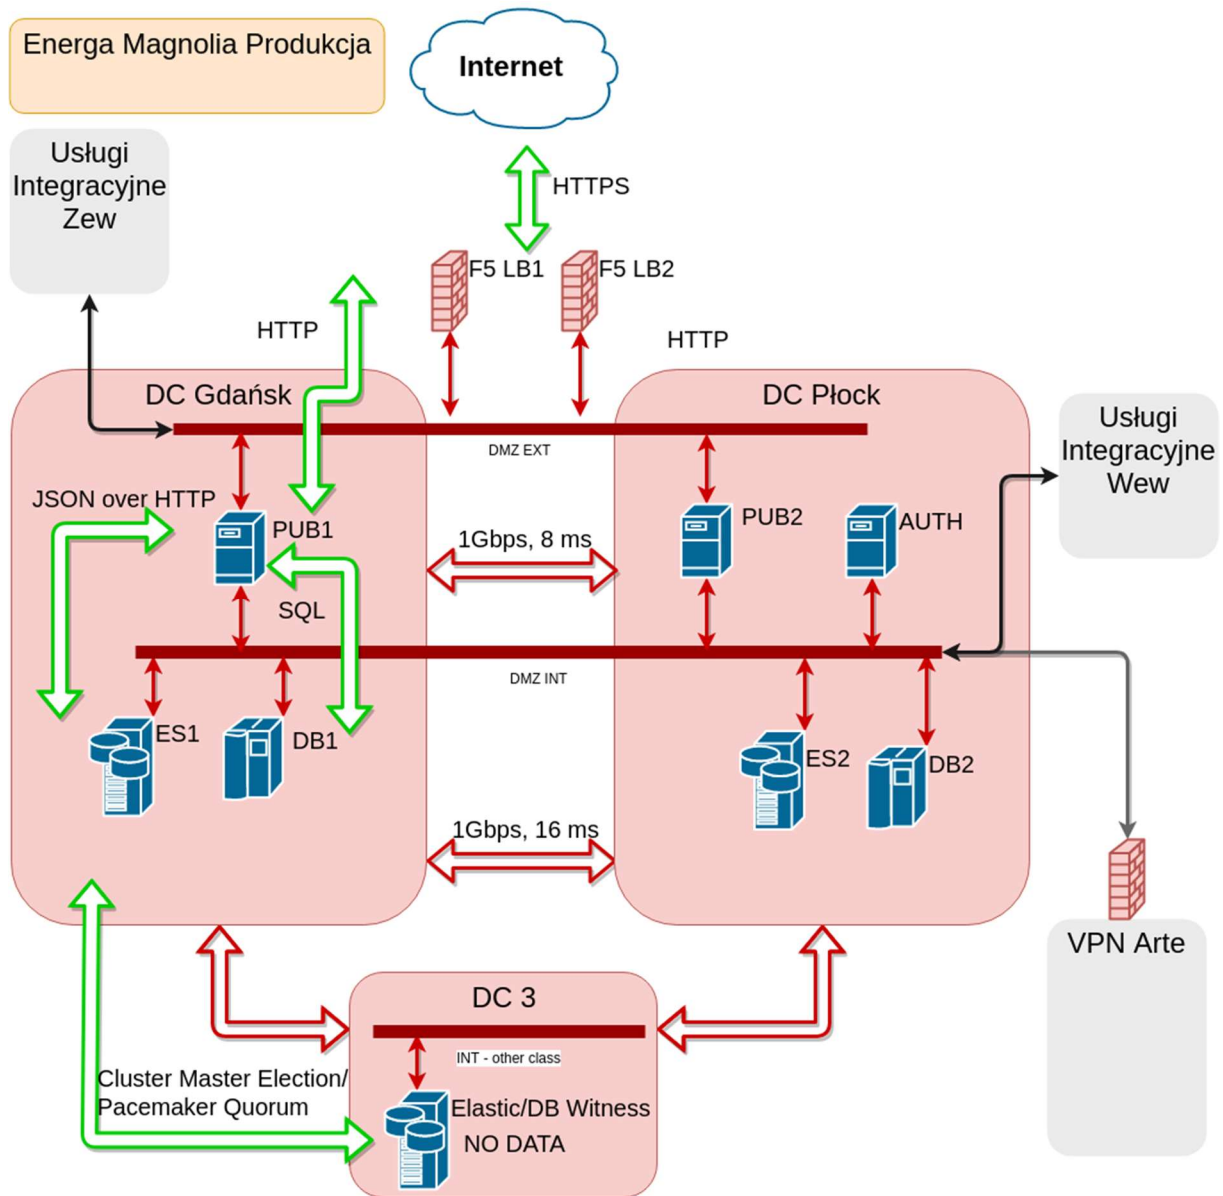 Energa Magnolia Produkcja
Internet
Usługi
Integracyjne
Zew
HTTPS
F5 LB1
F5 LB2
HTTP
HTTP
DC Gdańsk
DC Płock
DMZ EXT
Usługi
Integracyjne
Wew
JSON over HTTP
PUB1
1Gbps, 8 ms
PUB2
AUTH
SQL
DMZ INT
ES1
DB1
ES2
DB2
1Gbps, 16 ms
VPN Arte
DC 3
INT - other class
Cluster Master Election/
Pacemaker Quorum
Elastic/DB Witness
NO DATA